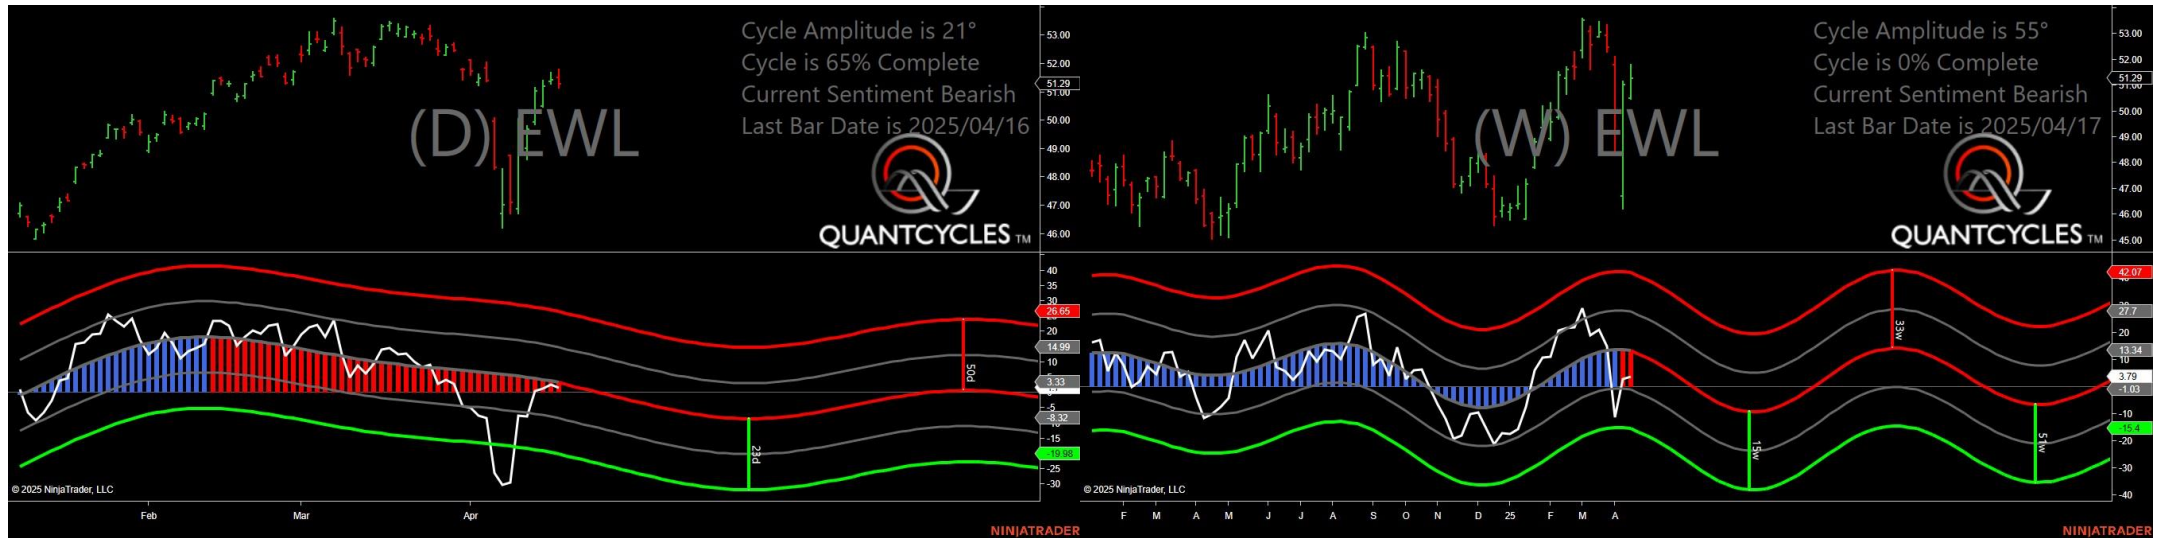 Cycle Amplitude is 21°
Cycle is 65% Complete
Current Sentiment Bearish
Last Bar Date is 2025/04/16
(D) EWL
QUANTCYCLES TM
53.00
52.00
51.29
51.00
50.00
49.00
48.00
47.00
46.00
40
35
30
26.65
20
14.99
10
3.33
-5
-8.32
-15
-19.98
-25
-30
50d
23d
© 2025 NinjaTrader, LLC
Feb
Mar
Apr
NINJATRADER
Cycle Amplitude is 55°
Cycle is 0% Complete
Current Sentiment Bearish
Last Bar Date is 2025/04/17
(W) EWL
QUANTCYCLES TM
53.00
52.00
51.29
51.00
50.00
49.00
48.00
47.00
46.00
45.00
42.07
27.7
20
13.34
10
3.79
-1.03
-10
-15.4
-20
-30
-40
33w
15w
51w
© 2025 NinjaTrader, LLC
F M A M J J A S O N D 25 F M A
NINJATRADER